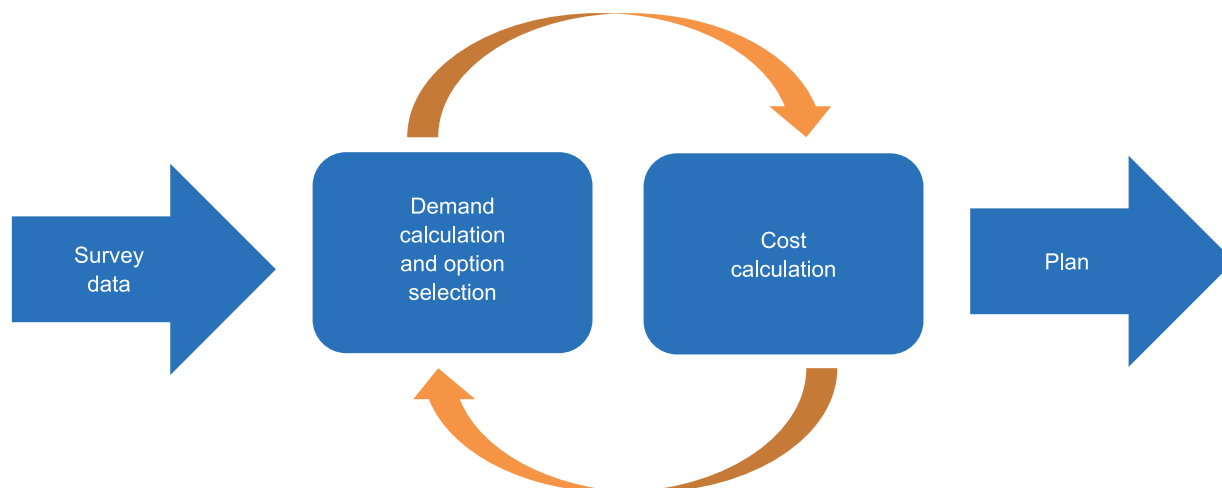 Survey
data
Demand
calculation
and option
selection
Cost
calculation
Plan